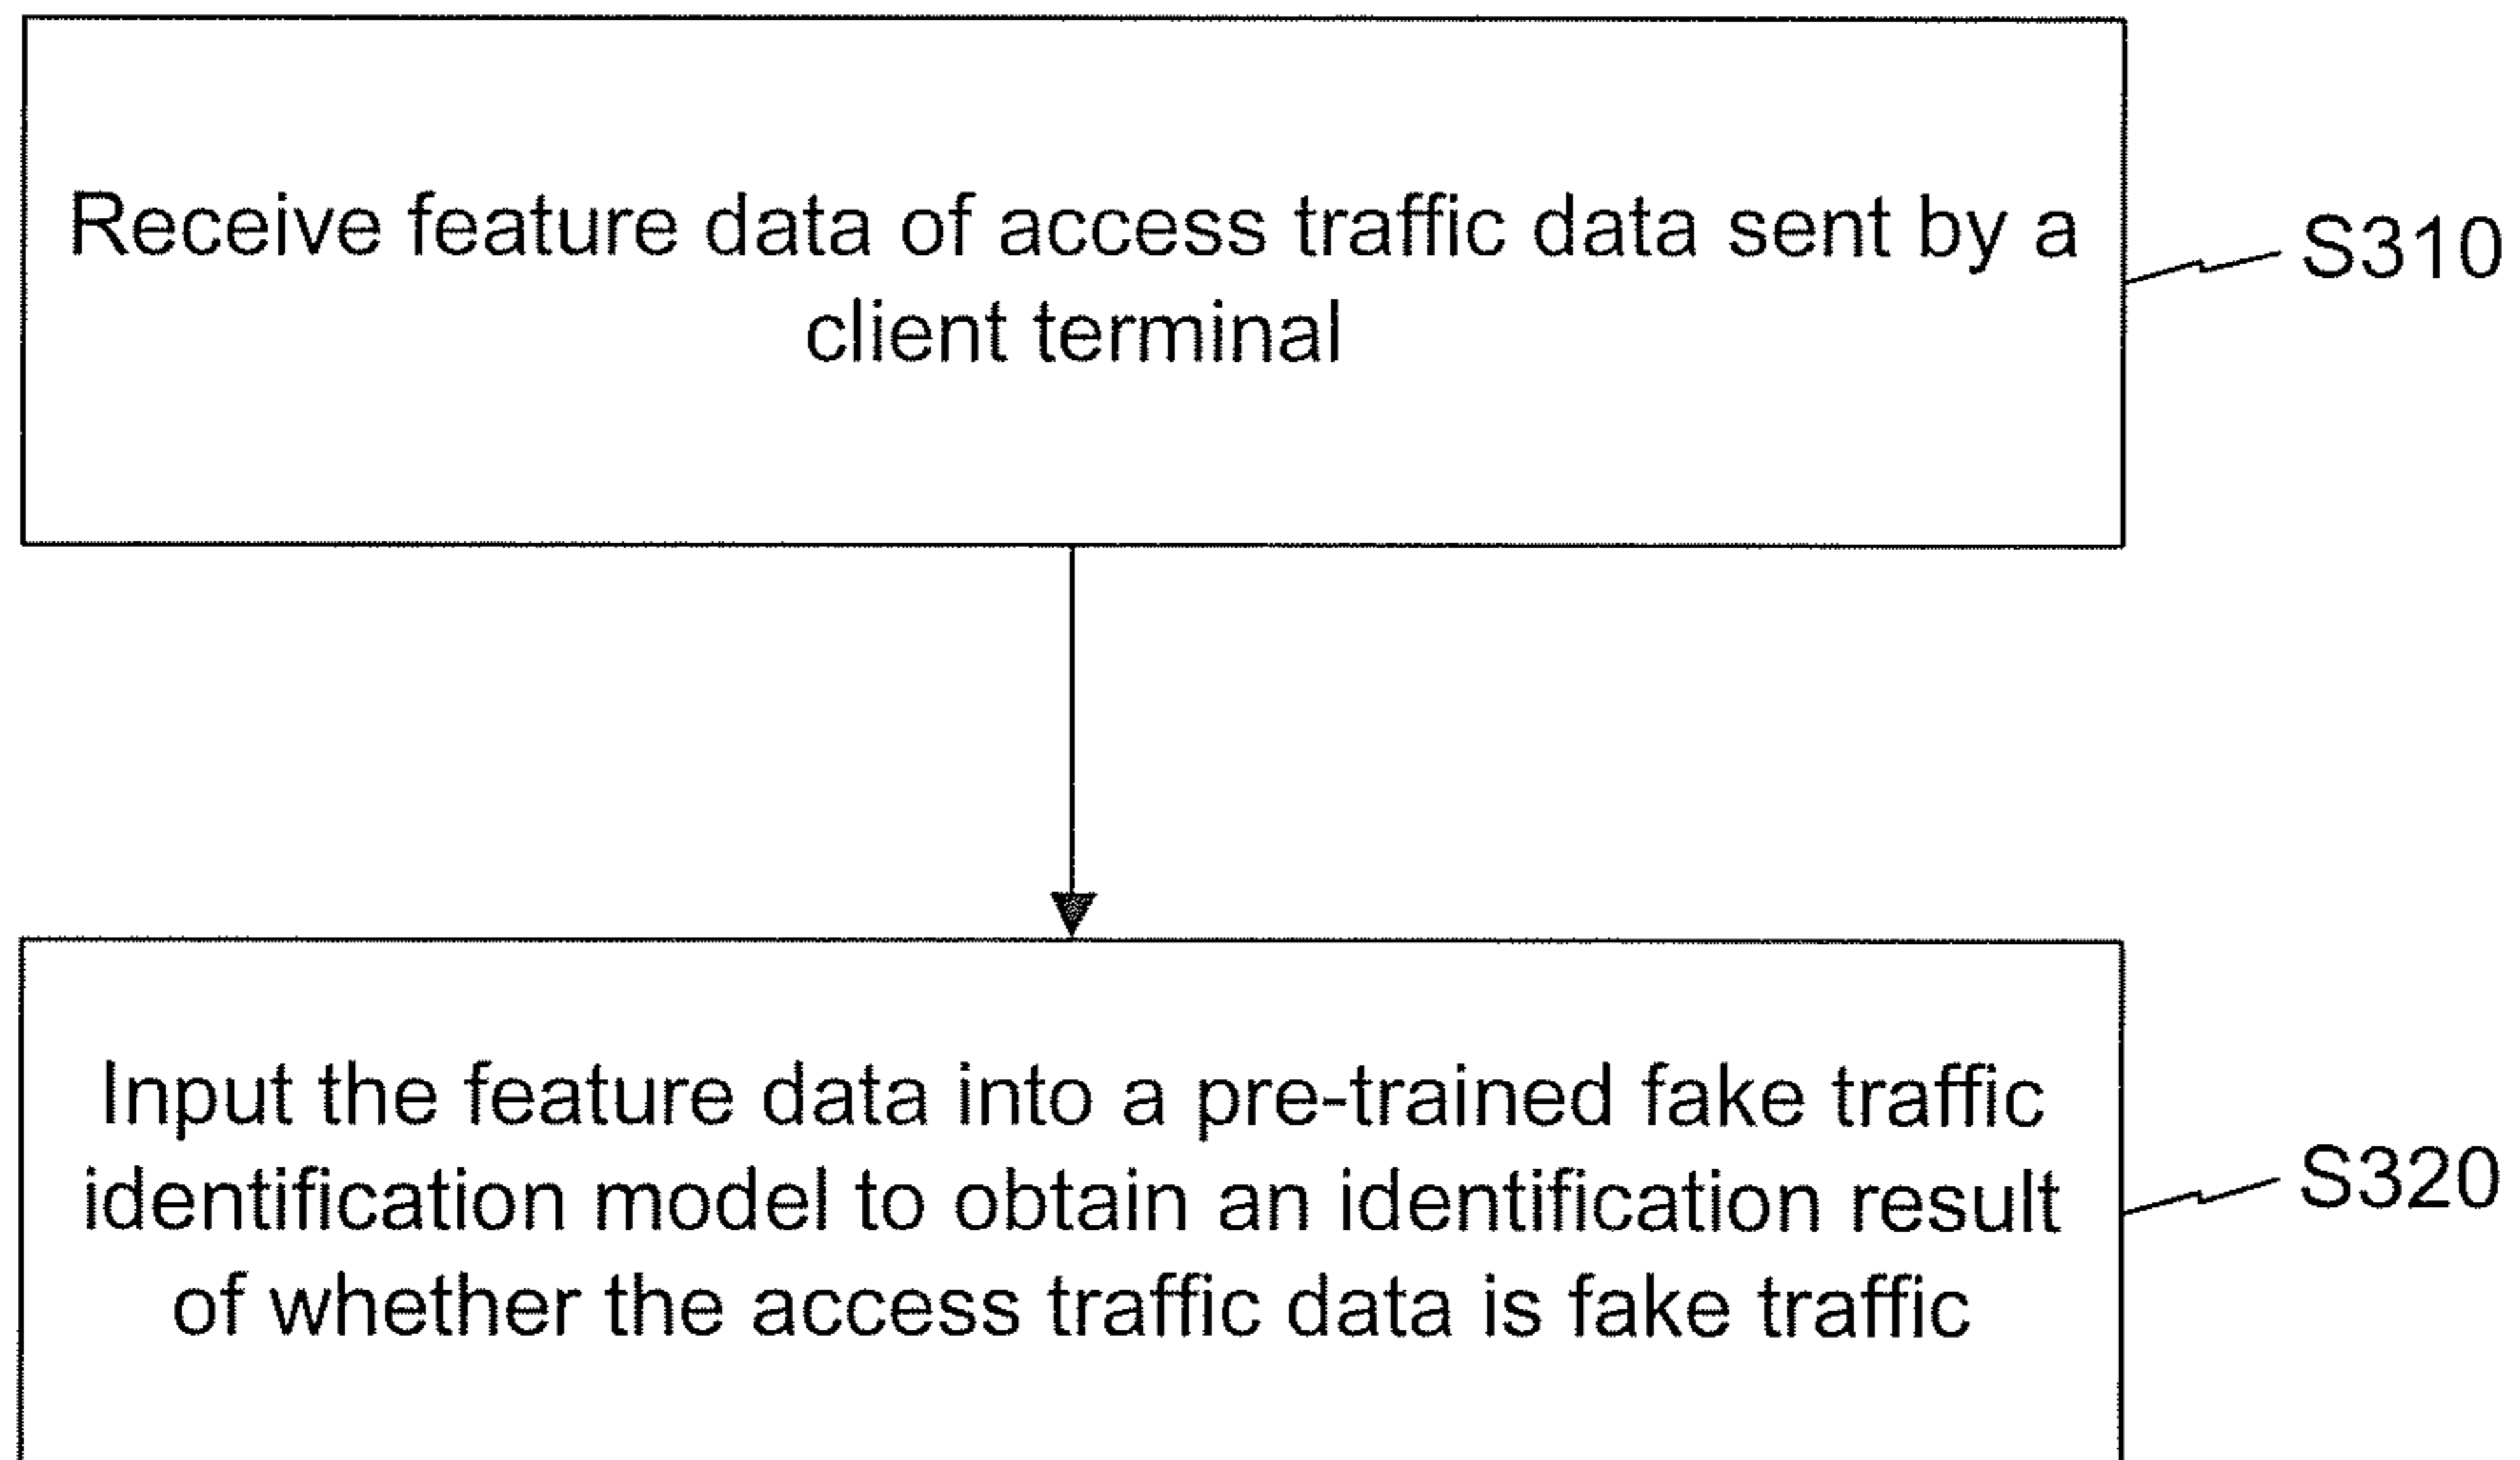 Receive feature data of access traffic data sent by a
client terminal
S310
Input the feature data into a pre-trained fake traffic
identification model to obtain an identification result
of whether the access traffic data is fake traffic
S320